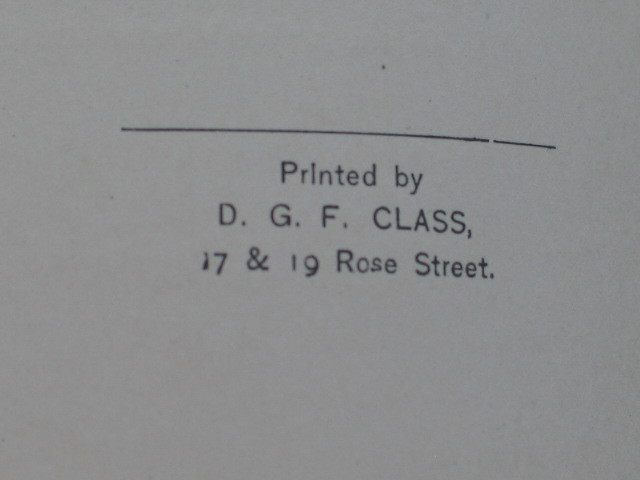 Printed by
D. G. F. CLASS,
17 & 19 Rose Street.